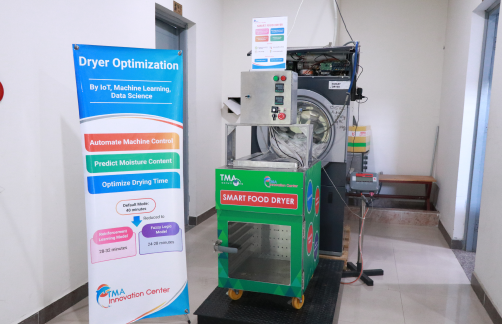 Dryer Optimization
By IoT, Machine Learning,
Data Science
Automate Machine Control
Predict Moisture Content
Optimize Drying Time
Default Mode:
40 minutes
Reduced to
Reinforcement
Learning Model
28-32 minutes
Fuzzy Logic
Model
24-30 minutes
TMA
Innovation Center
TMA
Innovation Center
SMART FOOD DRYER